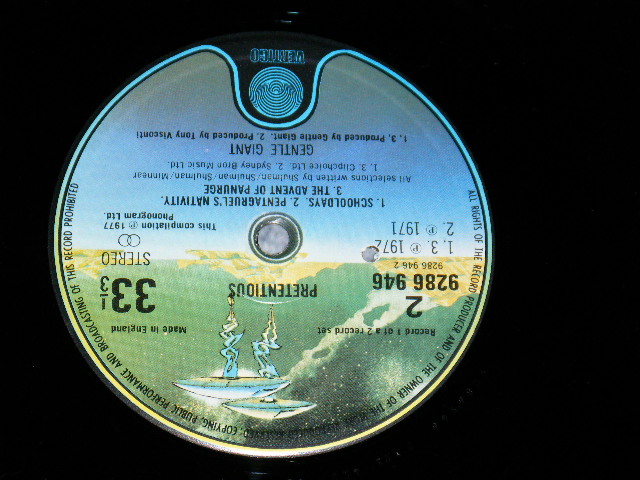 Made in England
Record 1 of a 2 record set
33⅓
2
PRETENTIOUS
9286 946
STEREO
9286 946 2
1, 3. ℗ 1972
2. ℗ 1971
This compilation ℗ 1977
Phonogram Ltd.
1. SCHOOLDAYS. 2. PENTAGRUEL'S NATIVITY.
3. THE ADVENT OF PANURGE
All selections written by Shulman/Shulman/Shulman/Minnear
1, 3. Clipchoice Ltd. 2. Sydney Bron Music Ltd.
GENTLE GIANT
1, 3, Produced by Gentle Giant. 2. Produced by Tony Visconti
VERTIGO
ALL RIGHTS OF THE RECORD PRODUCER AND OF THE OWNER OF THE RECORDED WORK RESERVED. COPYING, PUBLIC PERFORMANCE AND BROADCASTING OF THIS RECORD PROHIBITED